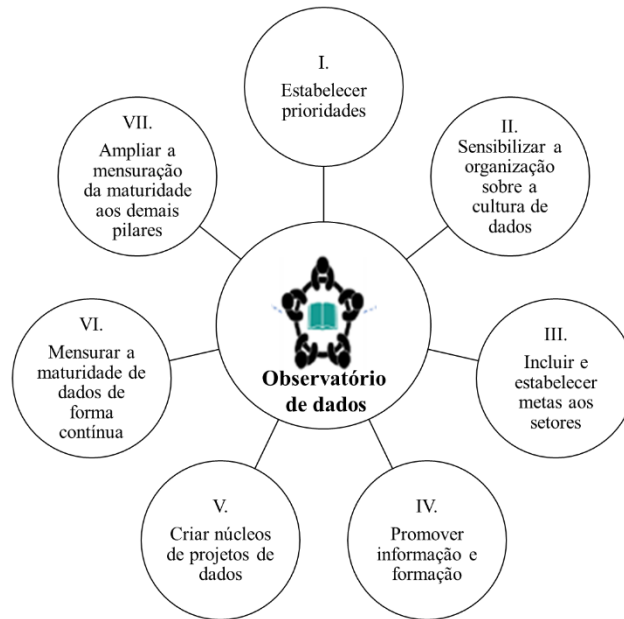 I.
Estabelecer
prioridades
II.
Sensibilizar a
organização
sobre a
cultura de
dados
III.
Incluir e
estabelecer
metas aos
setores
IV.
Promover
informação e
formação
V.
Criar núcleos
de projetos de
dados
VI.
Mensurar a
maturidade de
dados de
forma
contínua
VII.
Ampliar a
mensuração
da maturidade
aos demais
pilares
Observatório
de dados